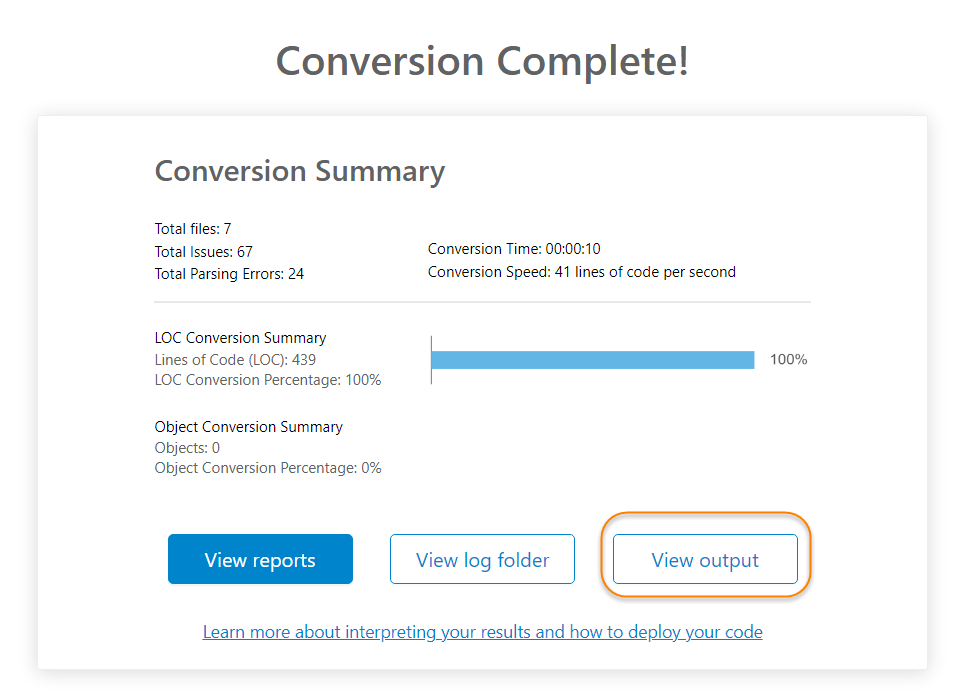 Conversion Complete!
Conversion Summary
Total files: 7
Total Issues: 67
Total Parsing Errors: 24
Conversion Time: 00:00:10
Conversion Speed: 41 lines of code per second
LOC Conversion Summary
Lines of Code (LOC): 439
LOC Conversion Percentage: 100%
100%
Object Conversion Summary
Objects: 0
Object Conversion Percentage: 0%
View reports
View log folder
View output
Learn more about interpreting your results and how to deploy your code